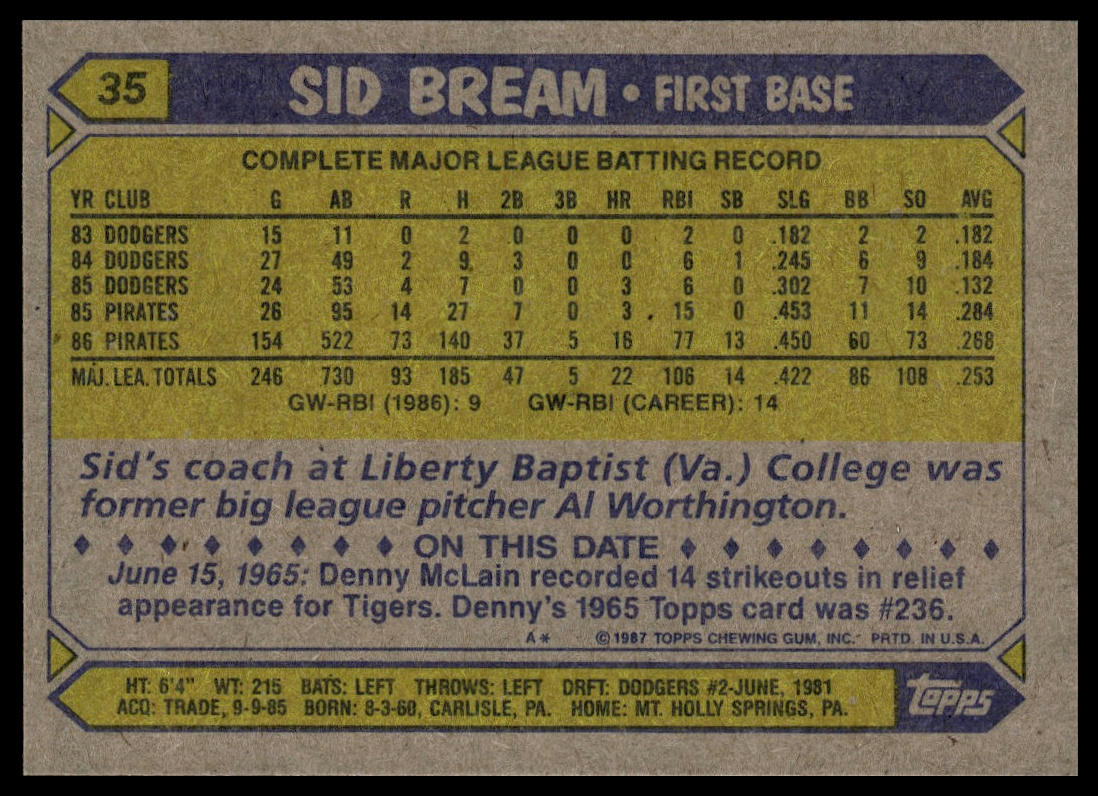 35
SID BREAM • FIRST BASE
COMPLETE MAJOR LEAGUE BATTING RECORD
YR CLUB G AB R H 2B 3B HR RBI SB SLG BB SO AVG
83 DODGERS 15 11 0 2 0 0 0 2 0 .182 2 2 .182
84 DODGERS 27 49 2 9 3 0 0 6 1 .245 6 9 .184
85 DODGERS 24 53 4 7 0 0 3 6 0 .302 7 10 .132
85 PIRATES 26 95 14 27 7 0 3 15 0 .453 11 14 .284
86 PIRATES 154 522 73 140 37 5 16 77 13 .450 60 73 .268
MAJ. LEA. TOTALS 246 730 93 185 47 5 22 106 14 .422 86 108 .253
GW-RBI (1986): 9 GW-RBI (CAREER): 14
Sid's coach at Liberty Baptist (Va.) College was
former big league pitcher Al Worthington.
♦ ♦ ♦ ♦ ♦ ♦ ♦ ♦ ON THIS DATE ♦ ♦ ♦ ♦ ♦ ♦ ♦ ♦
June 15, 1965: Denny McLain recorded 14 strikeouts in relief
appearance for Tigers. Denny's 1965 Topps card was #236.
A* © 1987 TOPPS CHEWING GUM, INC. PRTD. IN U.S.A.
HT: 6'4" WT: 215 BATS: LEFT THROWS: LEFT DRFT: DODGERS #2-JUNE, 1981
ACQ: TRADE, 9-9-85 BORN: 8-3-60, CARLISLE, PA. HOME: MT. HOLLY SPRINGS, PA.
topps